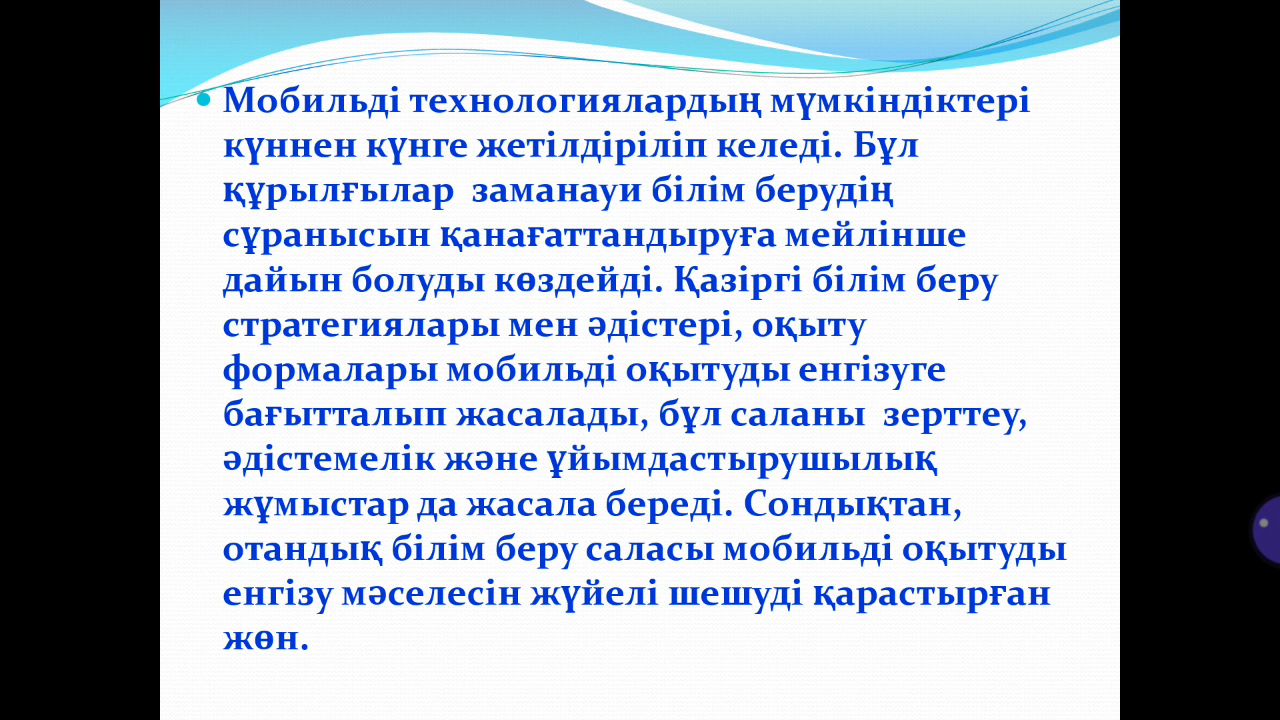 Мобильді технологиялардың мүмкіндіктері
күннен күнге жетілдіріліп келеді. Бұл
құрылғылар  заманауи білім берудің
сұранысын қанағаттандыруға мейлінше
дайын болуды көздейді. Қазіргі білім беру
стратегиялары мен әдістері, оқыту
формалары мобильді оқытуды енгізуге
бағытталып жасалады, бұл саланы  зерттеу,
әдістемелік және ұйымдастырушылық
жұмыстар да жасала береді. Сондықтан,
отандық білім беру саласы мобильді оқытуды
енгізу мәселесін жүйелі шешуді қарастырған
жөн.